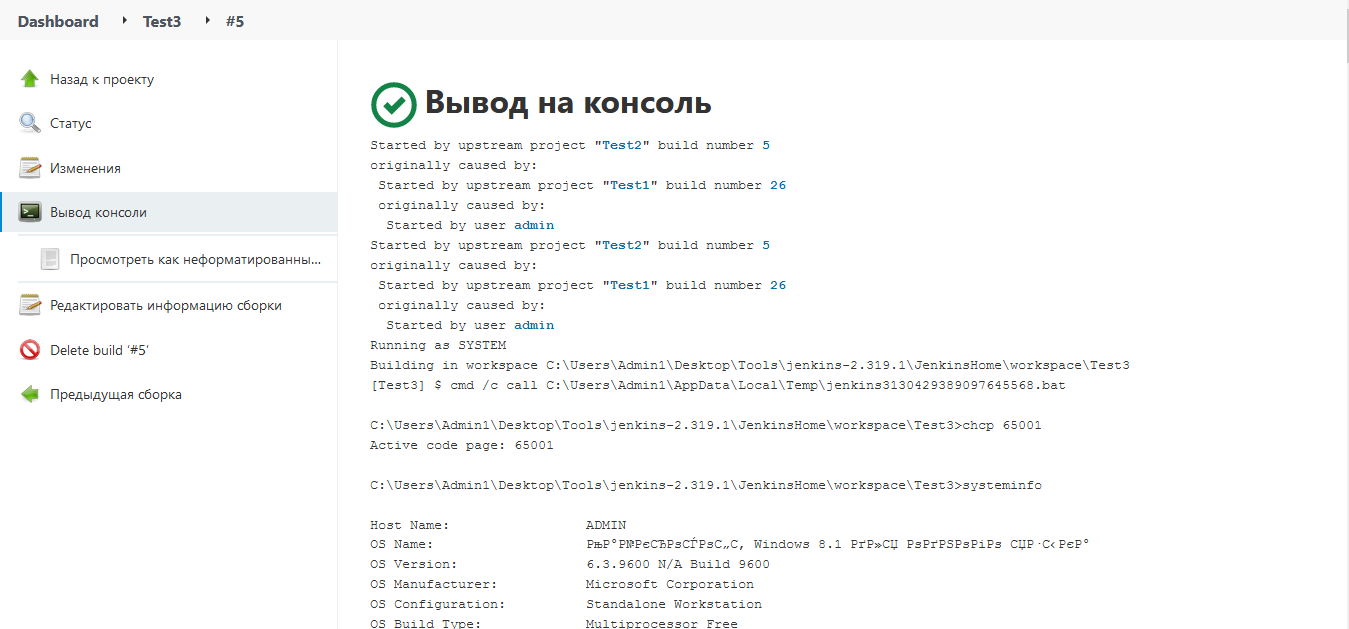 Dashboard Test3 #5
Назад к проекту
Статус
Изменения
Вывод консоли
Просмотреть как неформатированны...
Редактировать информацию сборки
Delete build ‘#5’
Предыдущая сборка
Вывод на консоль
Started by upstream project "Test2" build number 5
originally caused by:
Started by upstream project "Test1" build number 26
originally caused by:
Started by user admin
Started by upstream project "Test2" build number 5
originally caused by:
Started by upstream project "Test1" build number 26
originally caused by:
Started by user admin
Running as SYSTEM
Building in workspace C:\Users\Admin1\Desktop\Tools\jenkins-2.319.1\JenkinsHome\workspace\Test3
[Test3] $ cmd /c call C:\Users\Admin1\AppData\Local\Temp\jenkins3130429389097645568.bat
C:\Users\Admin1\Desktop\Tools\jenkins-2.319.1\JenkinsHome\workspace\Test3>chcp 65001
Active code page: 65001
C:\Users\Admin1\Desktop\Tools\jenkins-2.319.1\JenkinsHome\workspace\Test3>systeminfo
Host Name: ADMIN
OS Name: РњР°Р№РєСЂРѕСЃРѕС„С‚ Windows 8.1 РґР»СЏ РѕРґРЅРѕРіРѕ СЏР·С‹РєР°
OS Version: 6.3.9600 N/A Build 9600
OS Manufacturer: Microsoft Corporation
OS Configuration: Standalone Workstation
OS Build Type: Multiprocessor Free